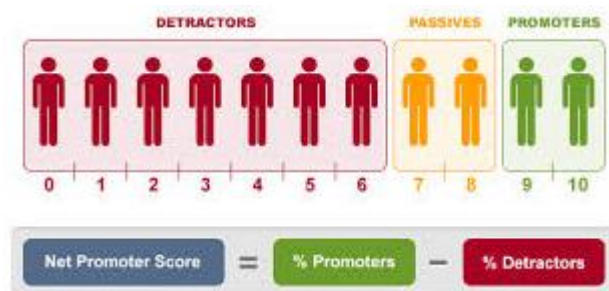 DETRACTORS PASSIVES PROMOTERS
0 1 2 3 4 5 6 7 8 9 10
Net Promoter Score = % Promoters − % Detractors